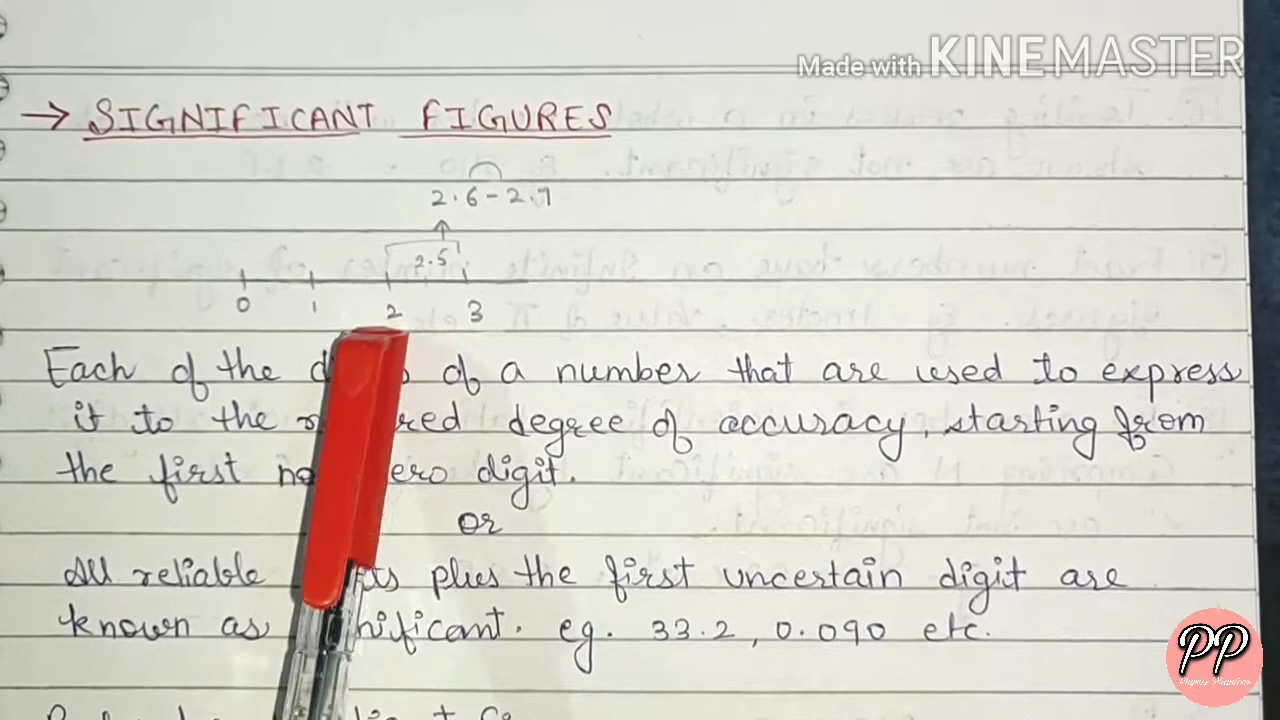 Made with KINEMASTER
→ SIGNIFICANT FIGURES
2.6-2.7
2.5
0 1 2 3
Each of the of a number that are used to express
it to the degree of accuracy, starting from
the first digit.
or
All reliable plus the first uncertain digit are
known as eg. 33.2, 0.090 etc.
PP